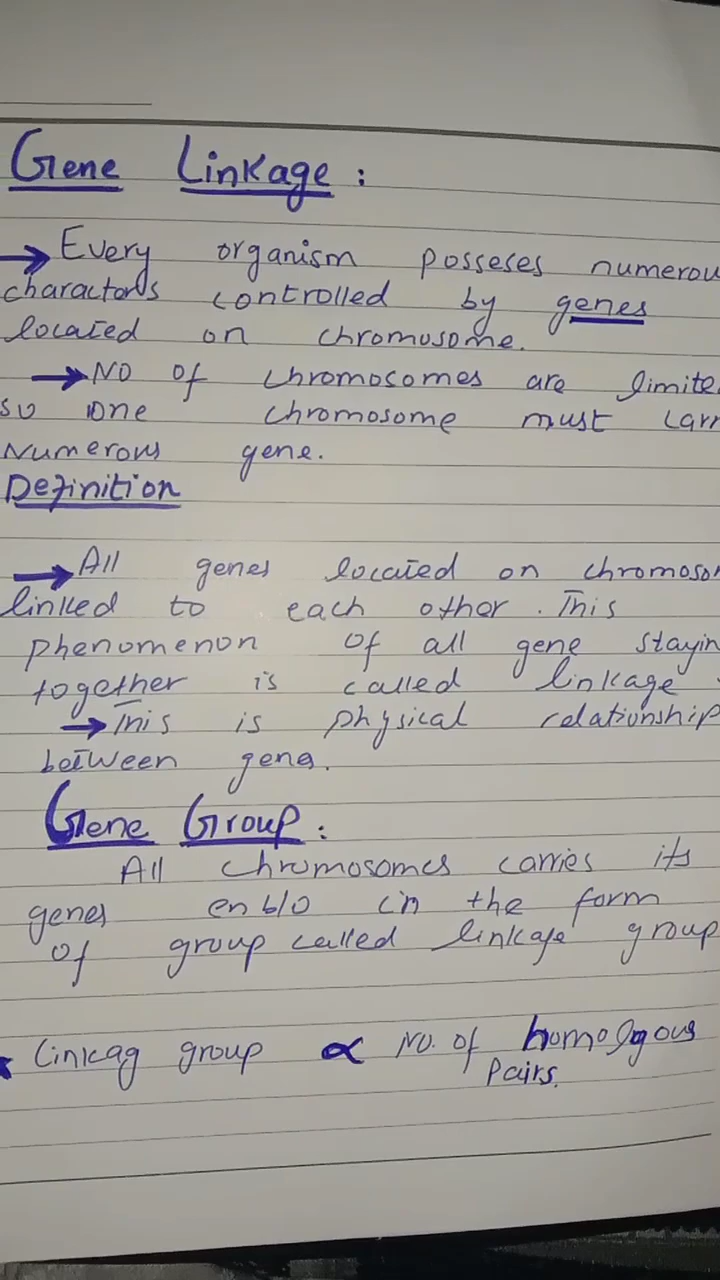 Gene Linkage :
→ Every organism posseses numerou
charactors controlled by genes
located on chromosome.
→ No of chromosomes are limite
so one chromosome must carr
numerous gene.
Definition
→ All genes located on chromoso
linked to each other. This
phenomenon of all gene stayin
together is called linkage.
→ This is physical relationship
between gene.
Gene Group :
All chromosomes carries its
genes enblo in the form
of group called linkage group
* Linkag group ∝ No. of homologous
pairs.